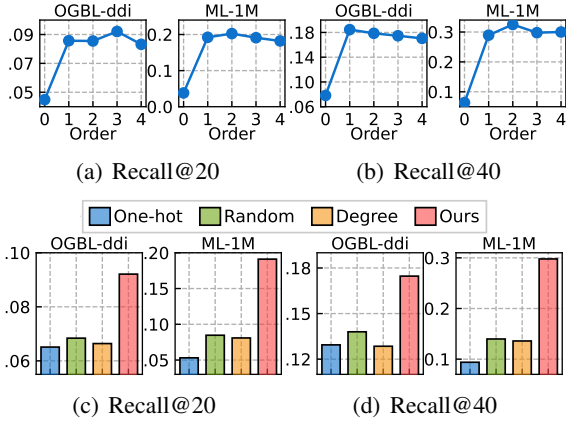 OGBL-ddi
ML-1M
OGBL-ddi
ML-1M
.09
.05
0 1 2 3 4
Order
0.2
0.1
0.0
0 1 2 3 4
Order
.18
.14
.10
.06
0 1 2 3 4
Order
0.3
0.2
0.1
0 1 2 3 4
Order
(a) Recall@20
(b) Recall@40
One-hot
Random
Degree
Ours
OGBL-ddi
ML-1M
OGBL-ddi
ML-1M
.10
.08
.06
.20
.15
.10
.05
.18
.15
.12
0.3
0.2
0.1
(c) Recall@20
(d) Recall@40